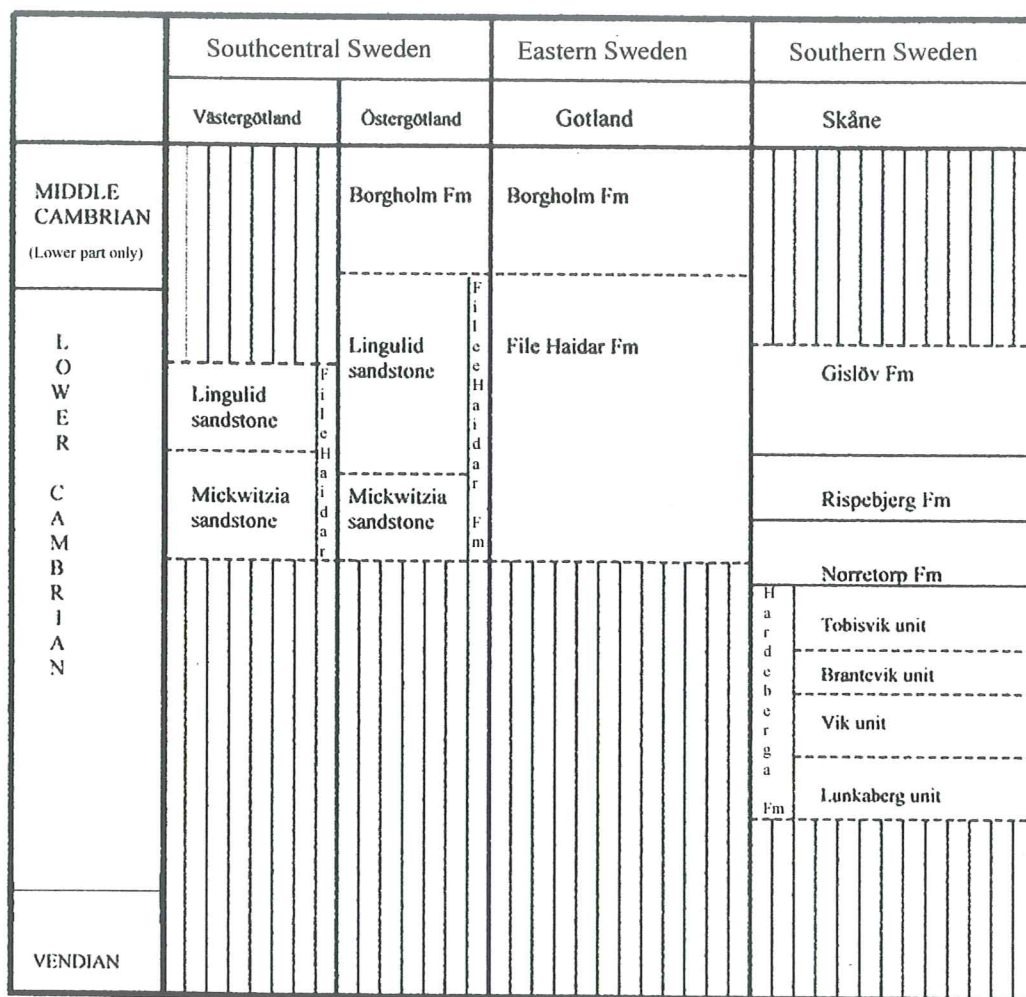 Southcentral Sweden
Eastern Sweden
Southern Sweden
Västergötland
Östergötland
Gotland
Skåne
MIDDLE
CAMBRIAN
(Lower part only)
Borgholm Fm
Borgholm Fm
LOWER CAMBRIAN
Lingulid
sandstone
File Haidar
Mickwitzia
sandstone
Lingulid
sandstone
File Haidar Fm
Mickwitzia
sandstone
File Haidar Fm
Gislöv Fm
Rispebjerg Fm
Norretorp Fm
Hardeberga Fm
Tobisvik unit
Brantevik unit
Vik unit
Lunkaberg unit
VENDIAN